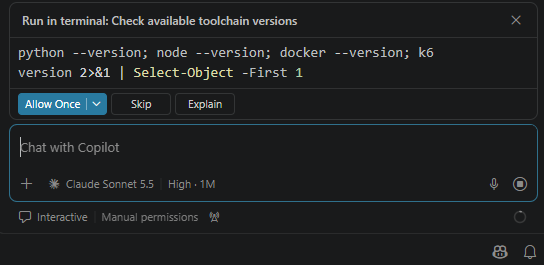 Run in terminal: Check available toolchain versions
python --version; node --version; docker --version; k6
version 2>&1 | Select-Object -First 1
Allow Once
Skip
Explain
Chat with Copilot
Claude Sonnet 5.5
High · 1M
Interactive
Manual permissions